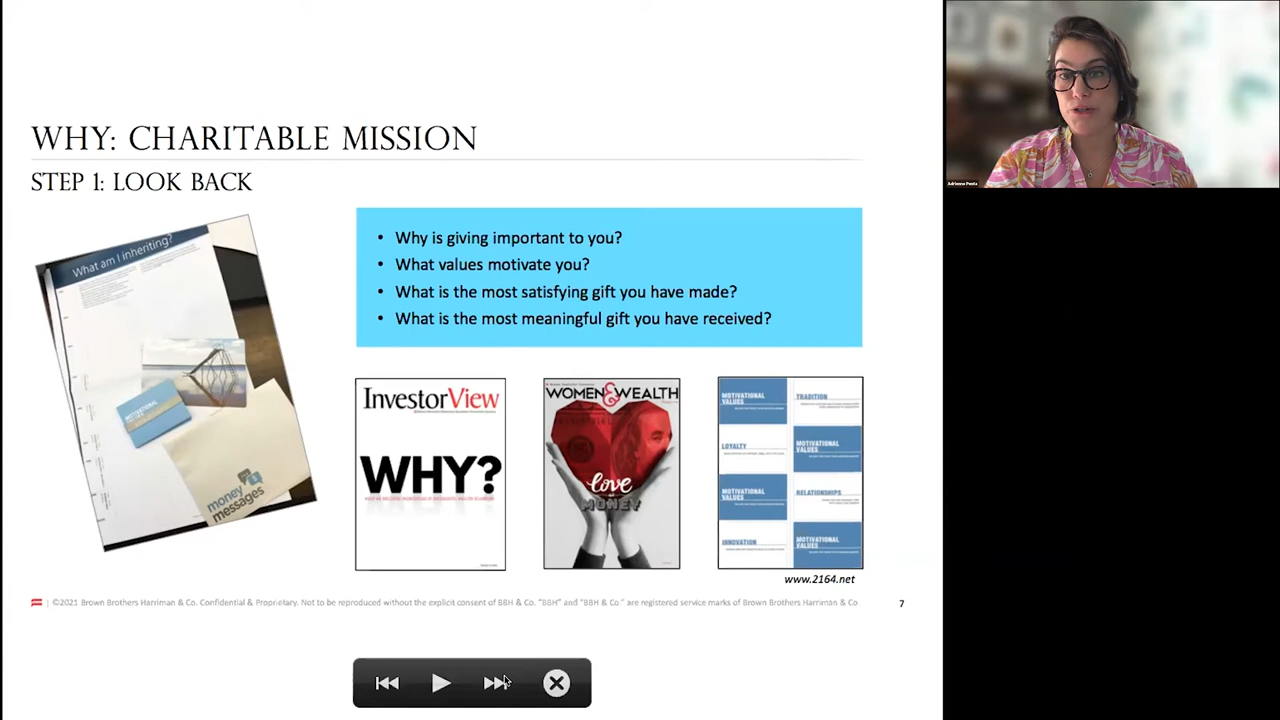 WHY: CHARITABLE MISSION
STEP 1: LOOK BACK
What am I inheriting?
MOTIVATIONAL
money
messages
• Why is giving important to you?
• What values motivate you?
• What is the most satisfying gift you have made?
• What is the most meaningful gift you have received?
InvestorView
WHY?
WOMEN&WEALTH
love
MONEY
MOTIVATIONAL
VALUES
TRADITION
LOYALTY
MOTIVATIONAL
VALUES
MOTIVATIONAL
VALUES
RELATIONSHIPS
INNOVATION
MOTIVATIONAL
VALUES
www.2164.net
| ©2021 Brown Brothers Harriman & Co. Confidential & Proprietary. Not to be reproduced without the explicit consent of BBH & Co. "BBH" and "BBH & Co." are registered service marks of Brown Brothers Harriman & Co
7
Adrienne Penta